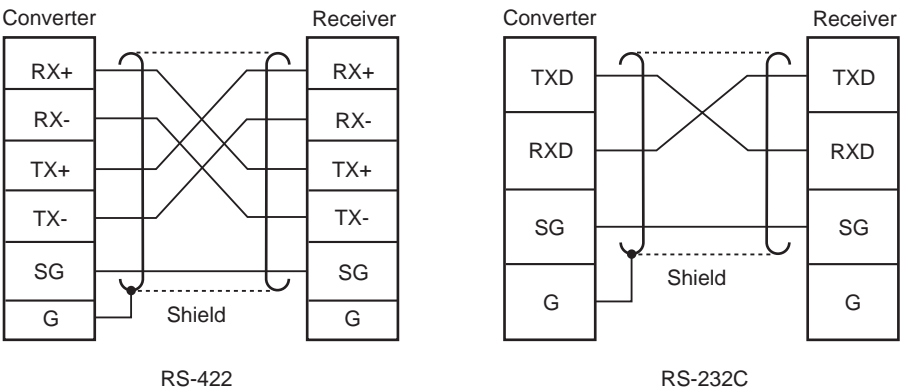 Converter
Receiver
RX+
RX+
RX-
RX-
TX+
TX+
TX-
TX-
SG
SG
G
Shield
G
RS-422
Converter
Receiver
TXD
TXD
RXD
RXD
SG
SG
Shield
G
G
RS-232C